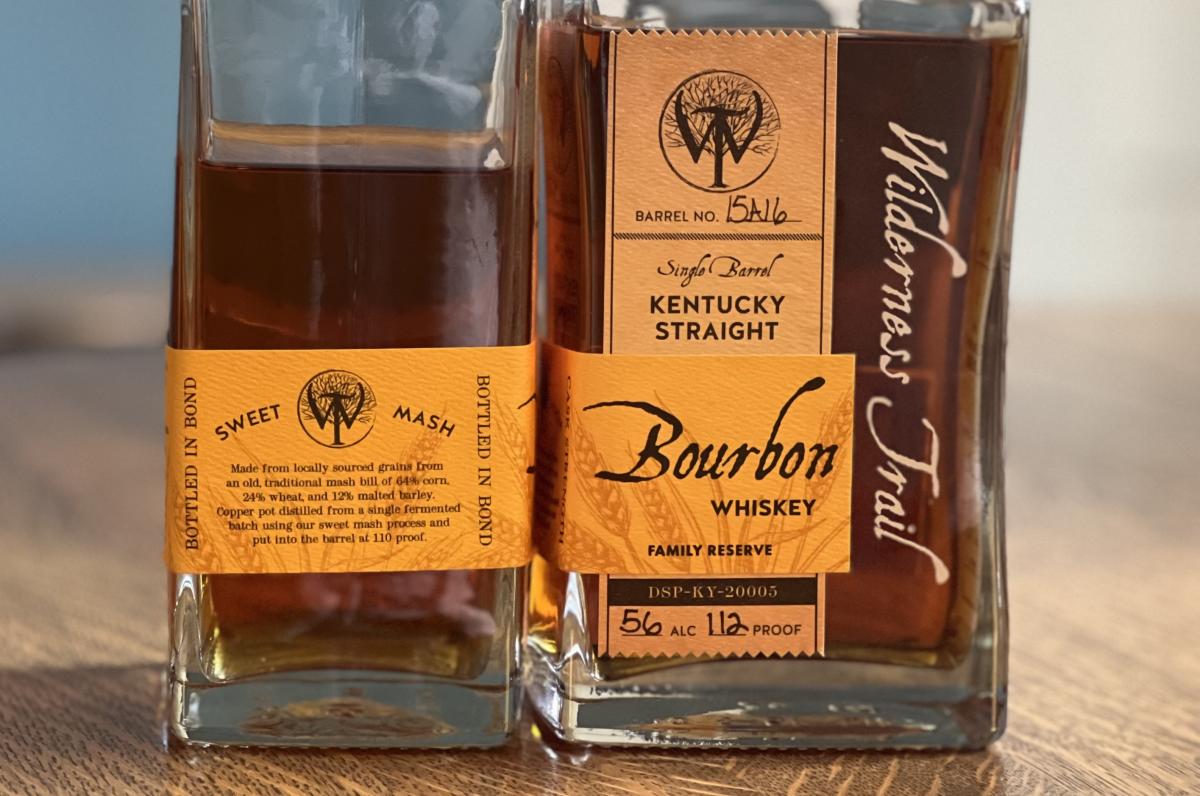 BOTTLED IN BOND
SWEET MASH
BOTTLED IN BOND
Made from locally sourced grains from
an old, traditional mash bill of 64% corn,
24% wheat, and 12% malted barley.
Copper pot distilled from a single fermented
batch using our sweet mash process and
put into the barrel at 110 proof.
WT
BARREL NO. 15A16
Single Barrel
KENTUCKY
STRAIGHT
Bourbon
WHISKEY
FAMILY RESERVE
DSP-KY-20005
56 ALC 112 PROOF
CASK STRENGTH
Wilderness Trail